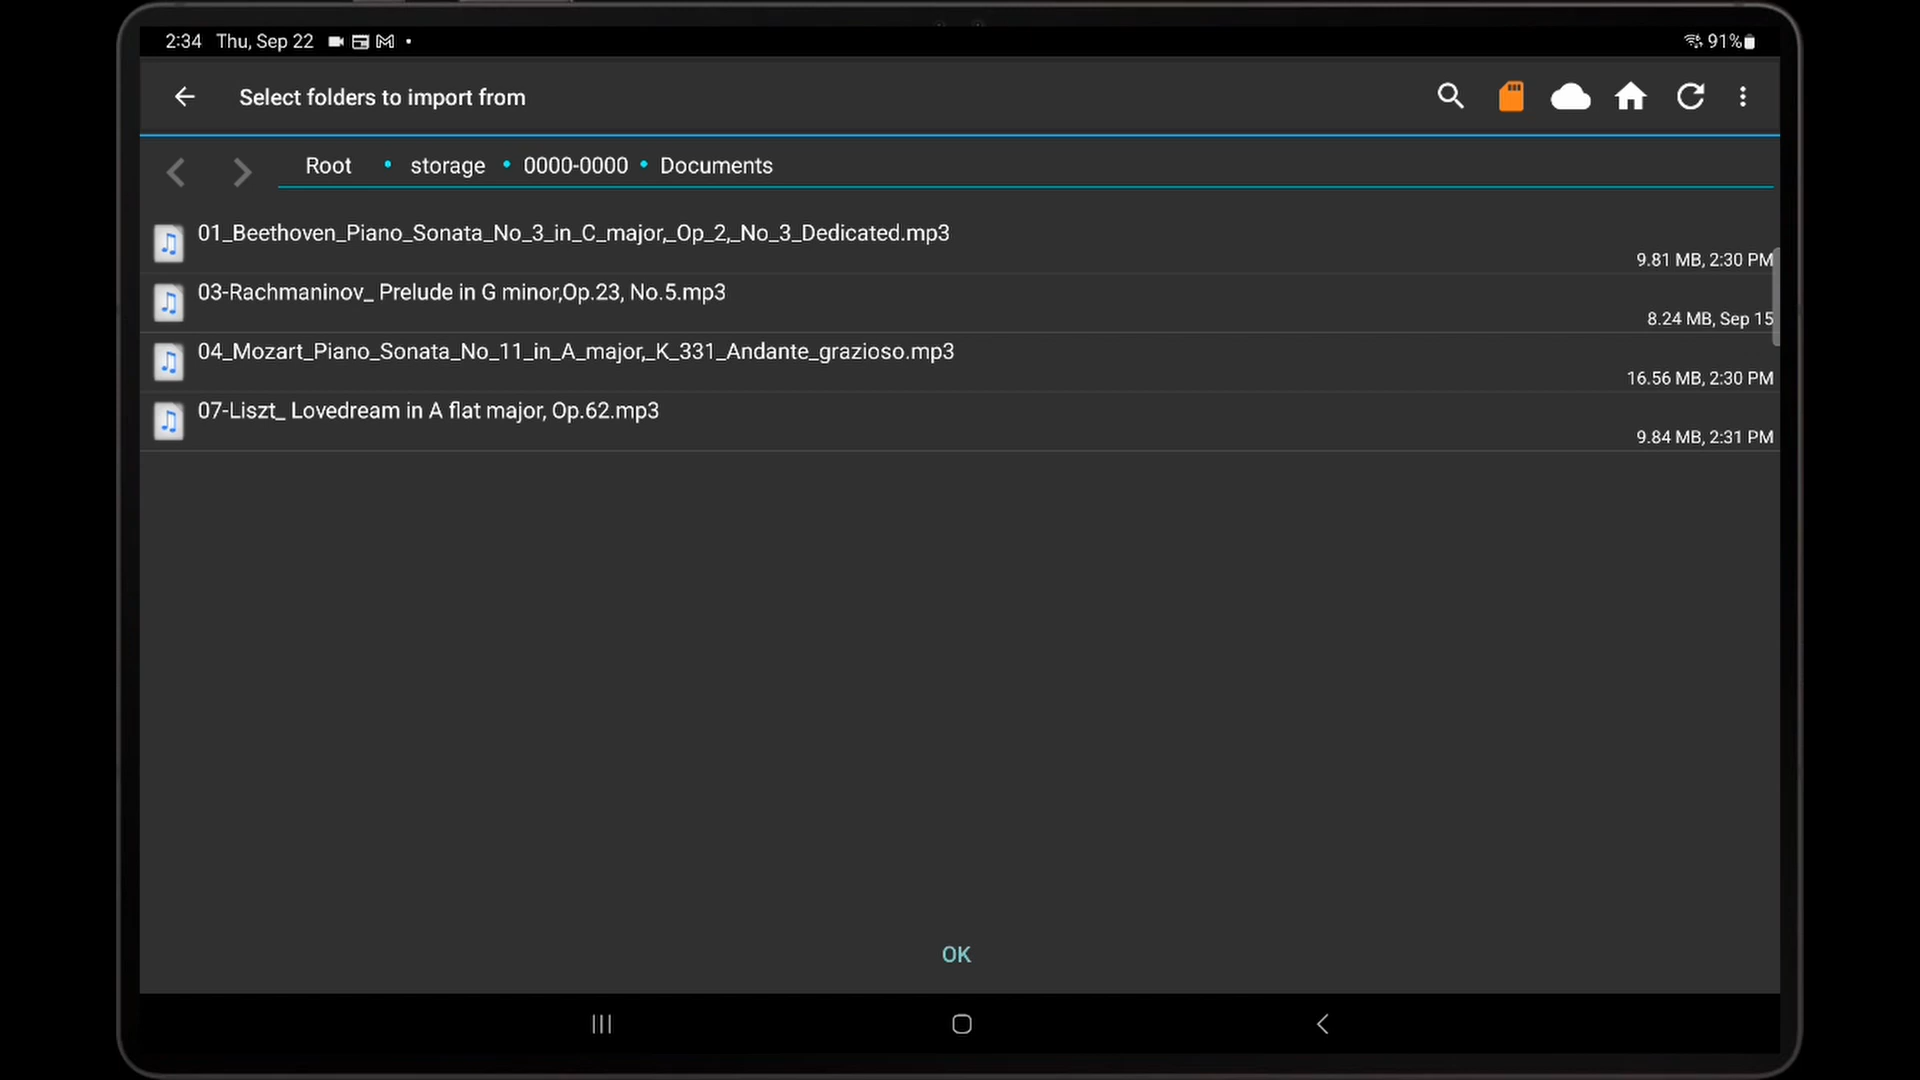 2:34 Thu, Sep 22
91%
Select folders to import from
Root • storage • 0000-0000 • Documents
01_Beethoven_Piano_Sonata_No_3_in_C_major,_Op_2,_No_3_Dedicated.mp3
9.81 MB, 2:30 PM
03-Rachmaninov_ Prelude in G minor,Op.23, No.5.mp3
8.24 MB, Sep 15
04_Mozart_Piano_Sonata_No_11_in_A_major,_K_331_Andante_grazioso.mp3
16.56 MB, 2:30 PM
07-Liszt_ Lovedream in A flat major, Op.62.mp3
9.84 MB, 2:31 PM
OK